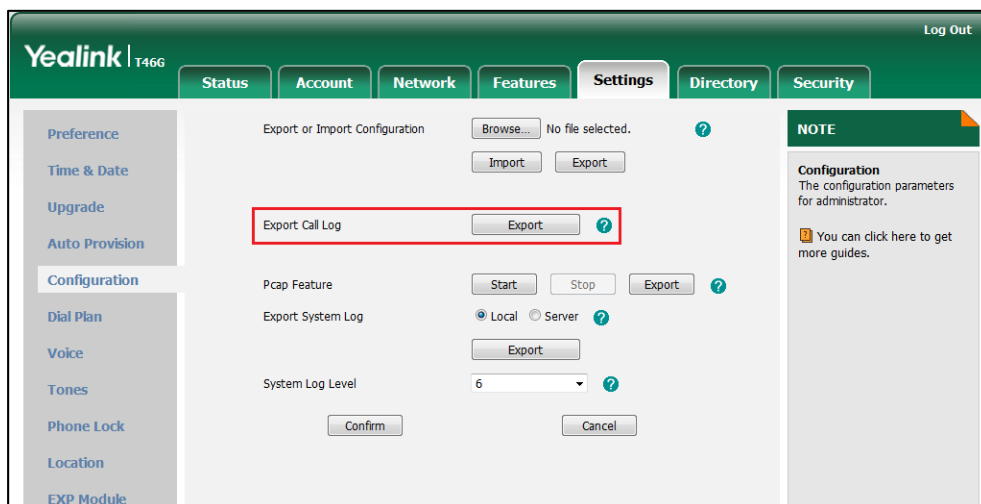 Log Out
Yealink T46G
Status Account Network Features Settings Directory Security
Preference
Time & Date
Upgrade
Auto Provision
Configuration
Dial Plan
Voice
Tones
Phone Lock
Location
EXP Module
Export or Import Configuration Browse... No file selected. ?
Import Export
Export Call Log Export ?
Pcap Feature Start Stop Export ?
Export System Log Local Server ?
Export
System Log Level 6 ?
Confirm Cancel
NOTE
Configuration
The configuration parameters
for administrator.
? You can click here to get
more guides.